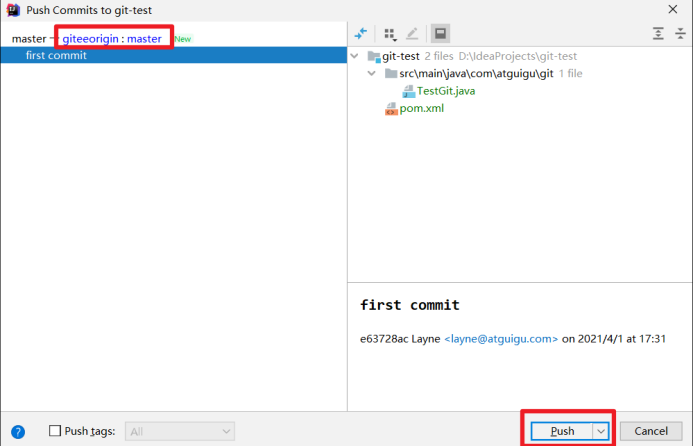 Push Commits to git-test
master → giteeorigin : master New
first commit
git-test 2 files D:\IdeaProjects\git-test
src\main\java\com\atguigu\git 1 file
TestGit.java
pom.xml
first commit
e63728ac Layne <layne@atguigu.com> on 2021/4/1 at 17:31
? Push tags: All Push Cancel